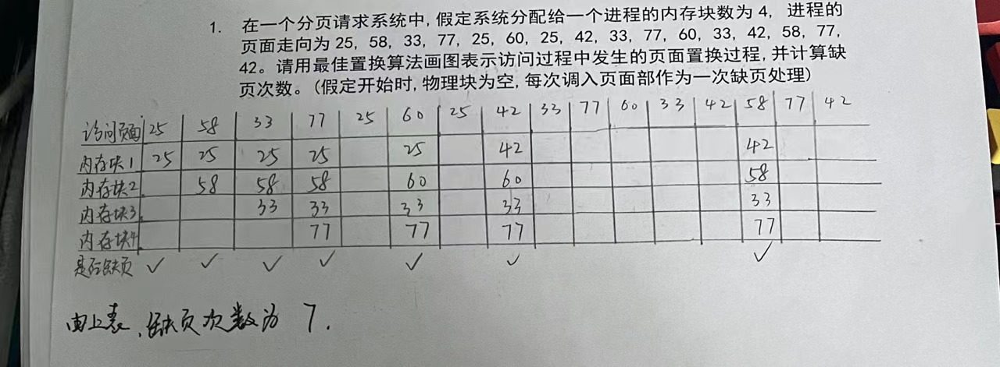 1. 在一个分页请求系统中,假定系统分配给一个进程的内存块数为4, 进程的
页面走向为25, 58, 33, 77, 25, 60, 25, 42, 33, 77, 60, 33, 42, 58, 77,
42。请用最佳置换算法画图表示访问过程中发生的页面置换过程,并计算缺
页次数。(假定开始时,物理块为空,每次调入页面部作为一次缺页处理)
访问页面 25 58 33 77 25 60 25 42 33 77 60 33 42 58 77 42
内存块1 25 25 25 25 25 42 42
内存块2 58 58 58 60 60 58
内存块3 33 33 33 33 33
内存块4 77 77 77 77
是否缺页 ✓ ✓ ✓ ✓ ✓ ✓ ✓
由上表,缺页次数为 7.